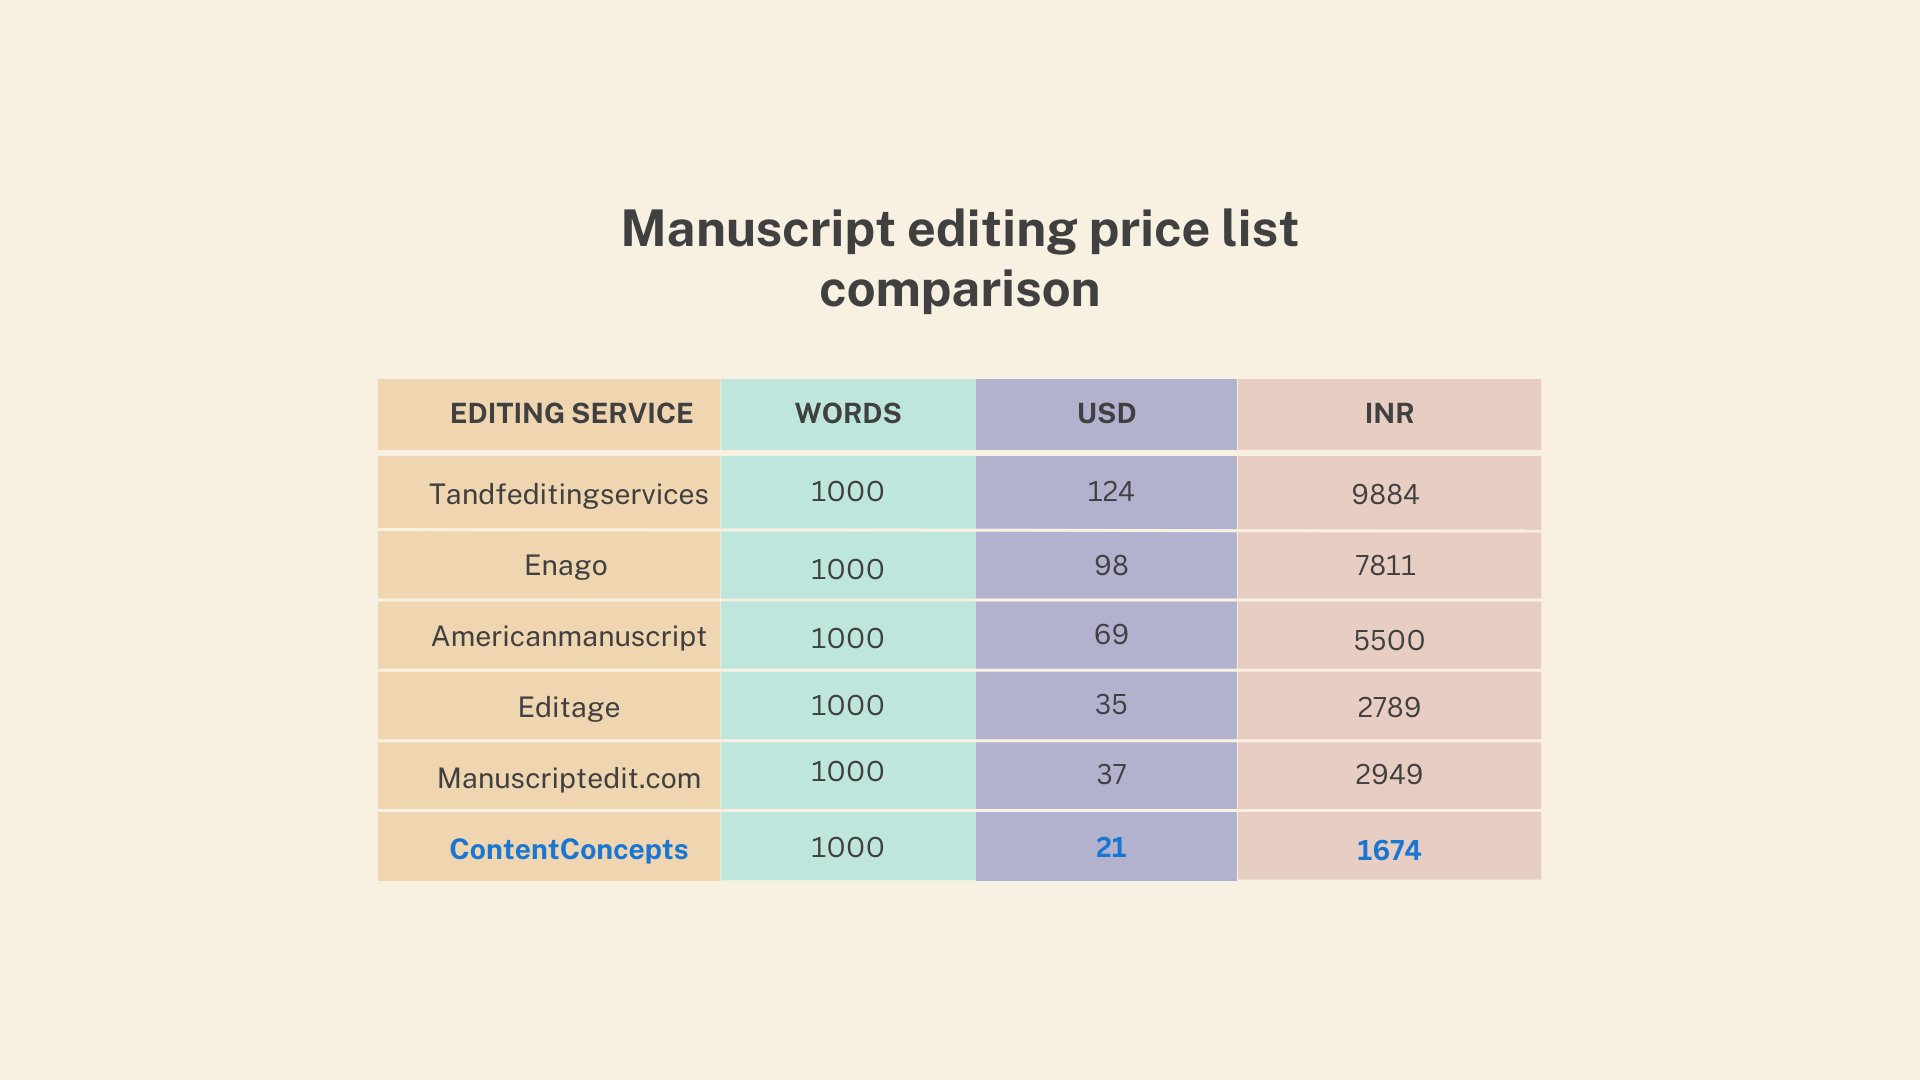 Manuscript editing price list
comparison
EDITING SERVICE WORDS USD INR
Tandfeditingservices 1000 124 9884
Enago 1000 98 7811
Americanmanuscript 1000 69 5500
Editage 1000 35 2789
Manuscriptedit.com 1000 37 2949
ContentConcepts 1000 21 1674